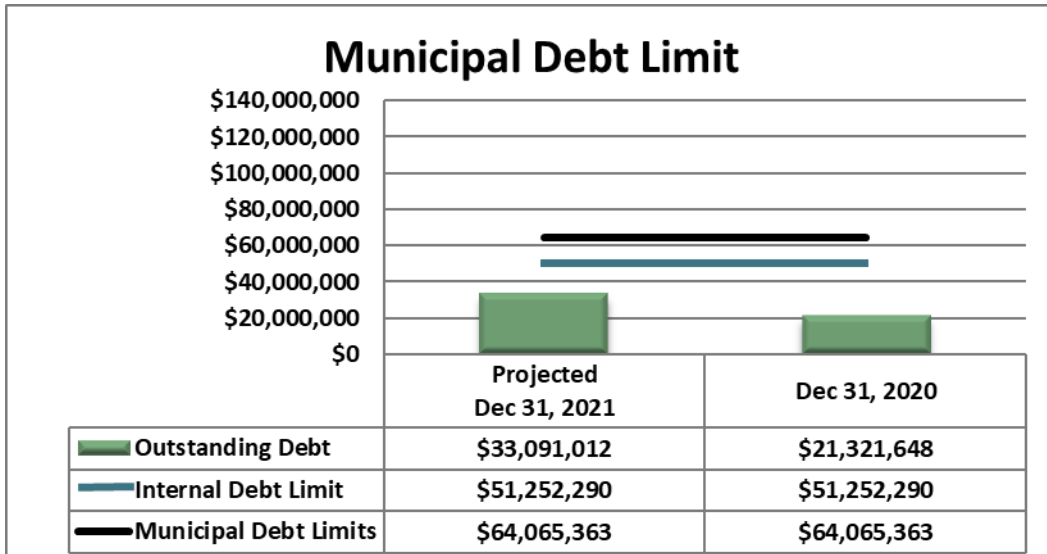 Municipal Debt Limit
$140,000,000
$120,000,000
$100,000,000
$80,000,000
$60,000,000
$40,000,000
$20,000,000
$0
Projected
Dec 31, 2021
Dec 31, 2020
Outstanding Debt $33,091,012 $21,321,648
Internal Debt Limit $51,252,290 $51,252,290
Municipal Debt Limits $64,065,363 $64,065,363